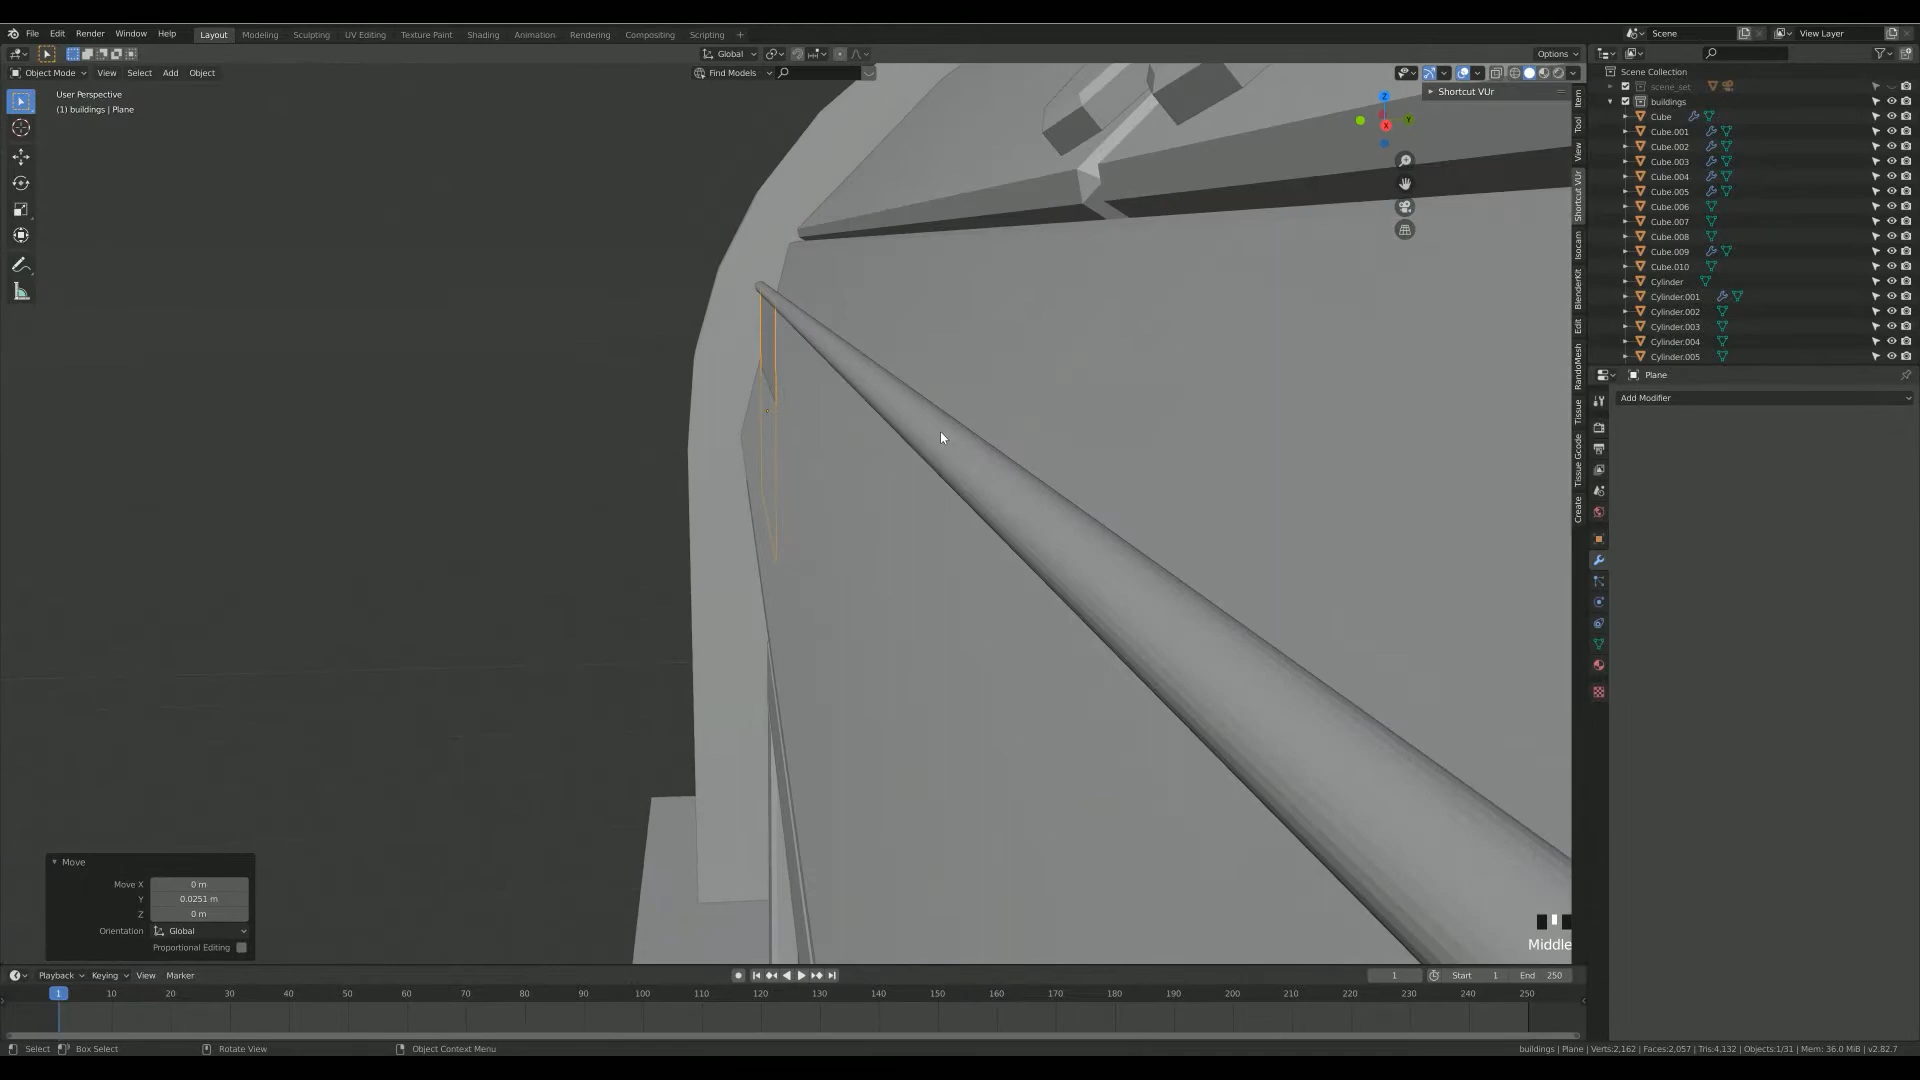 File Edit Render Window Help Layout Modeling Sculpting UV Editing Texture Paint Shading Animation Rendering Compositing Scripting + Scene View Layer
Global Options
Object Mode View Select Add Object Find Models
User Perspective
(1) buildings | Plane
Shortcut VUr
Z
Y
X
Item
Tool
View
Shortcut VUr
Isocam
BlenderKit
Edit
RandoMesh
Tissue
Tissue Gcode
Create
Scene Collection
scene_set
buildings
Cube
Cube.001
Cube.002
Cube.003
Cube.004
Cube.005
Cube.006
Cube.007
Cube.008
Cube.009
Cube.010
Cylinder
Cylinder.001
Cylinder.002
Cylinder.003
Cylinder.004
Cylinder.005
Plane
Add Modifier
Move
Move X 0 m
Y 0.0251 m
Z 0 m
Orientation Global
Proportional Editing
Middle
Playback Keying View Marker 1 Start 1 End 250
1 10 20 30 40 50 60 70 80 90 100 110 120 130 140 150 160 170 180 190 200 210 220 230 240 250
Select Box Select Rotate View Object Context Menu buildings | Plane | Verts:2,162 | Faces:2,057 | Tris:4,132 | Objects:1/31 | Mem: 36.0 MiB | v2.82.7